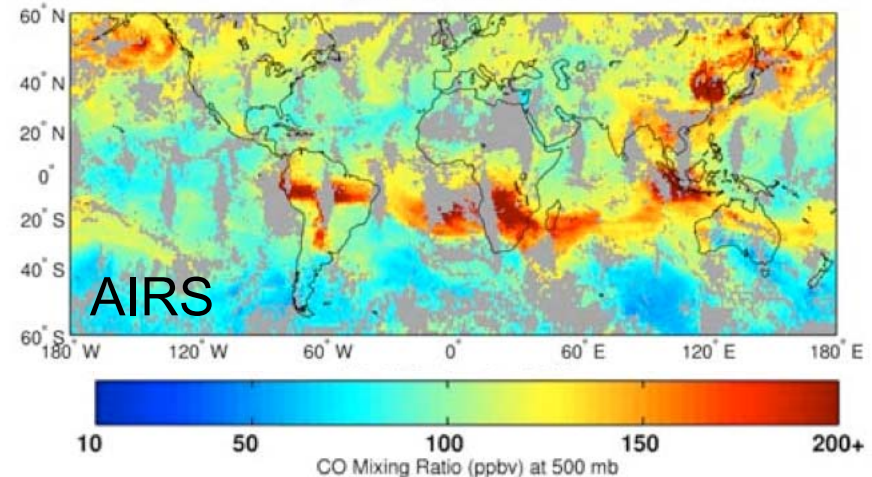 60° N
40° N
20° N
0°
20° S
40° S
60° S
AIRS
180° W 120° W 60° W 0° 60° E 120° E 180° E
10 50 100 150 200+
CO Mixing Ratio (ppbv) at 500 mb